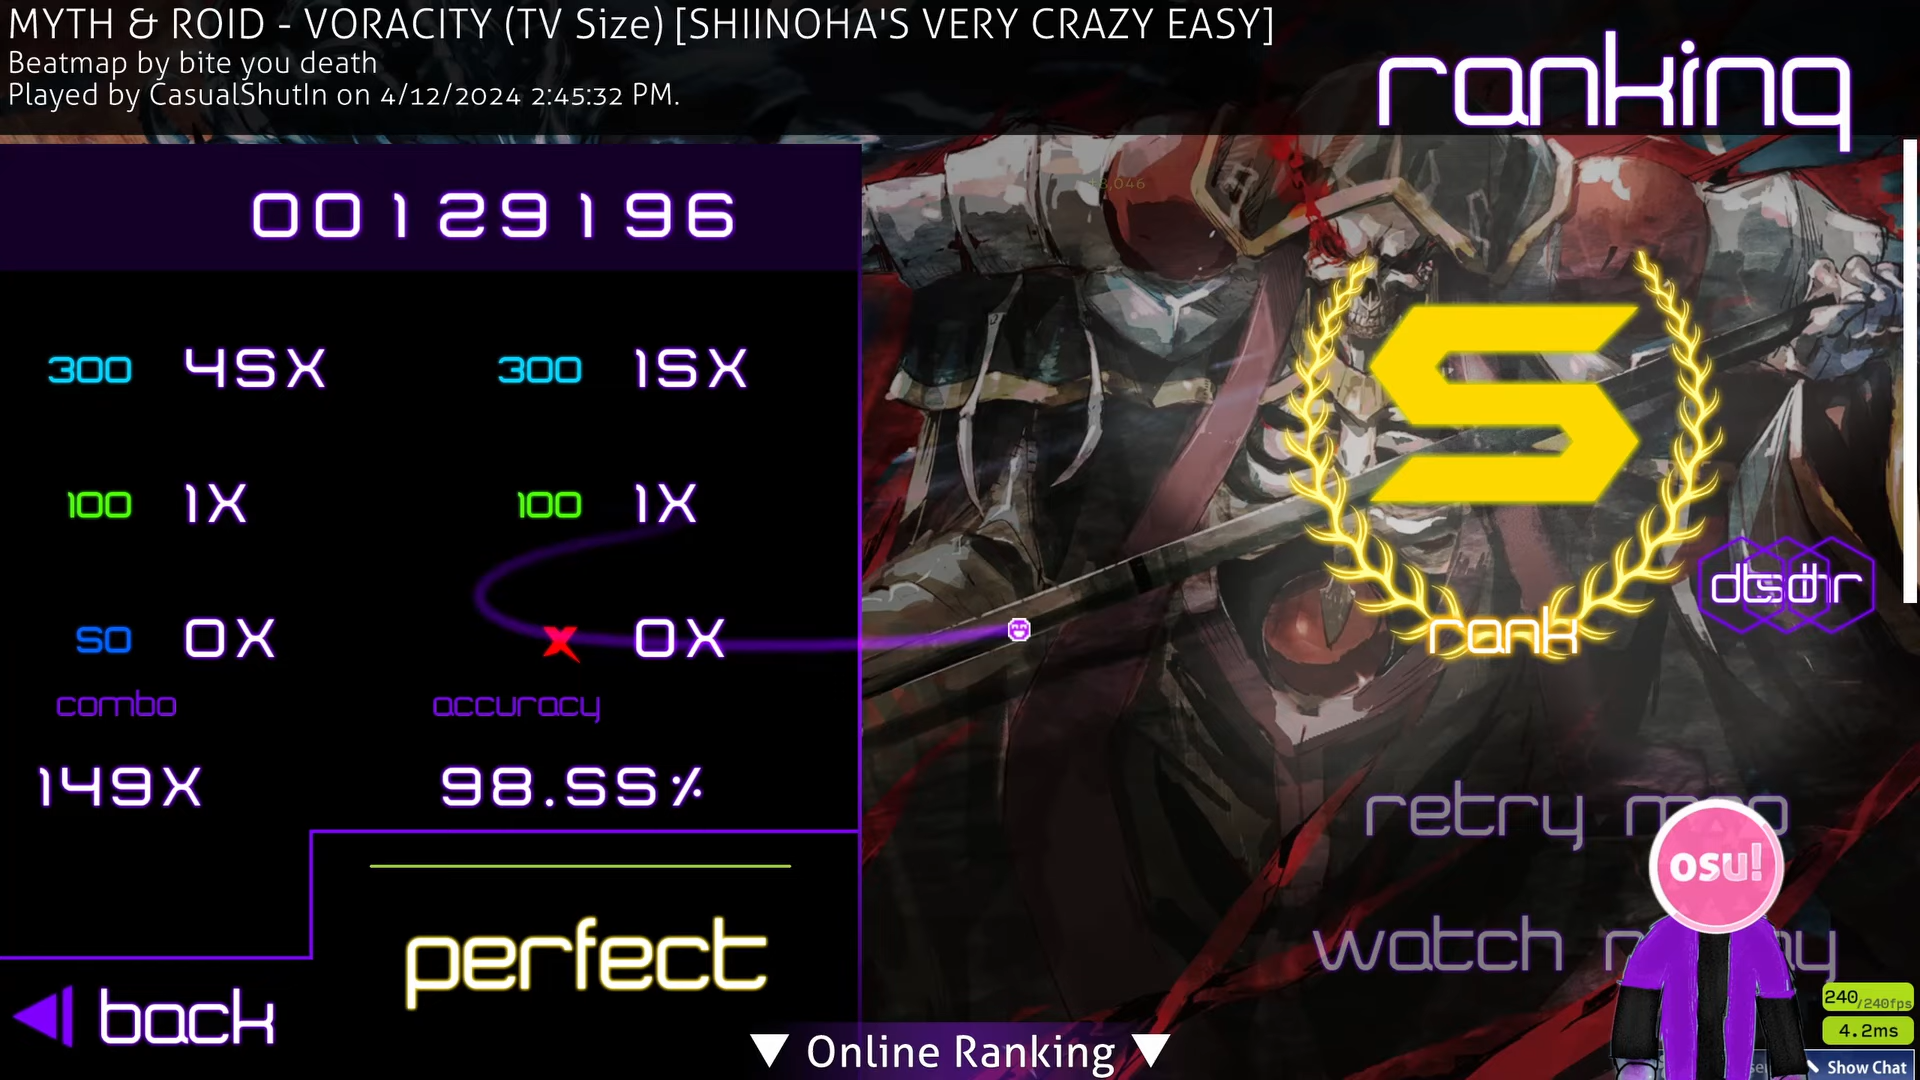 MYTH & ROID - VORACITY (TV Size) [SHIINOHA'S VERY CRAZY EASY]
Beatmap by bite you death
Played by CasualShutIn on 4/12/2024 2:45:32 PM.
ranking
00129196
300 45X 300 15X
100 1X 100 1X
50 0X X 0X
combo accuracy
149X 98.55%
perfect
back
S
rank
retry
watch
osu!
240/240fps
4.2ms
▼ Online Ranking ▼
Show Chat